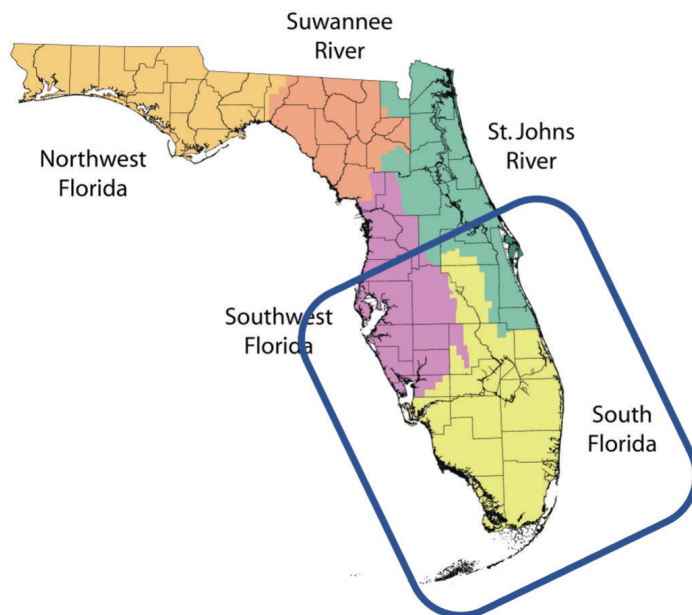 Suwannee
River
Northwest
Florida
St. Johns
River
Southwest
Florida
South
Florida